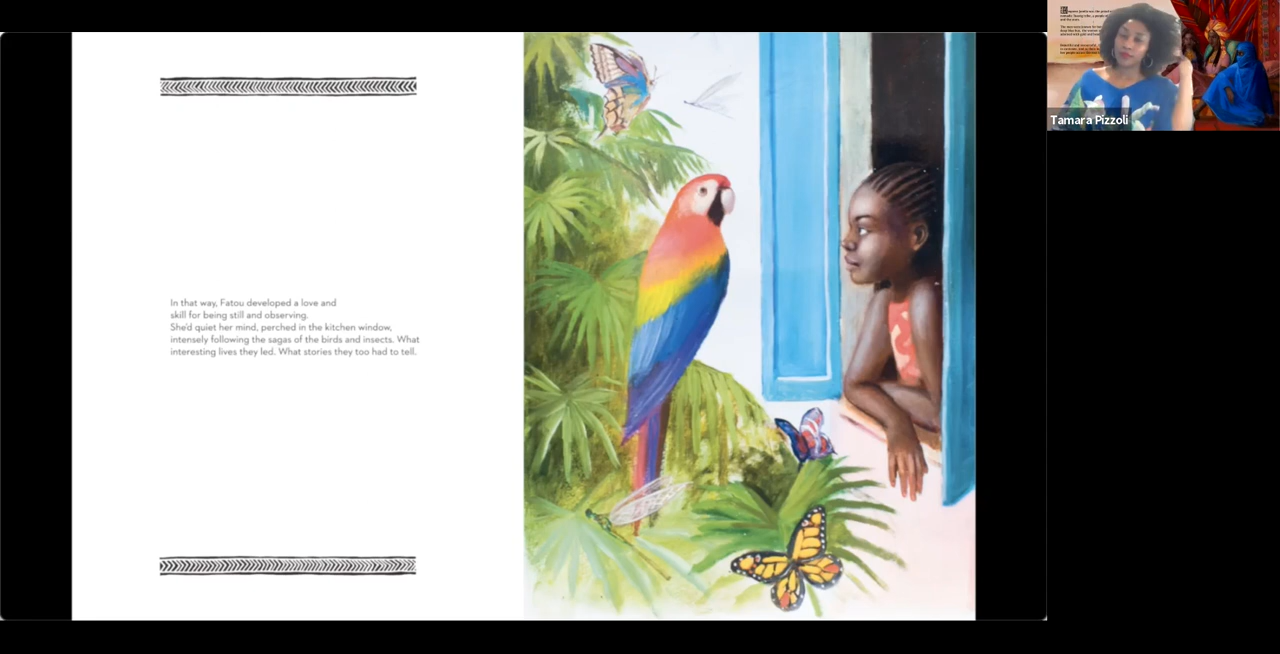 In that way, Fatou developed a love and
skill for being still and observing.
She'd quiet her mind, perched in the kitchen window,
intensely following the sagas of the birds and insects. What
interesting lives they led. What stories they too had to tell.
Tamara Pizzoli